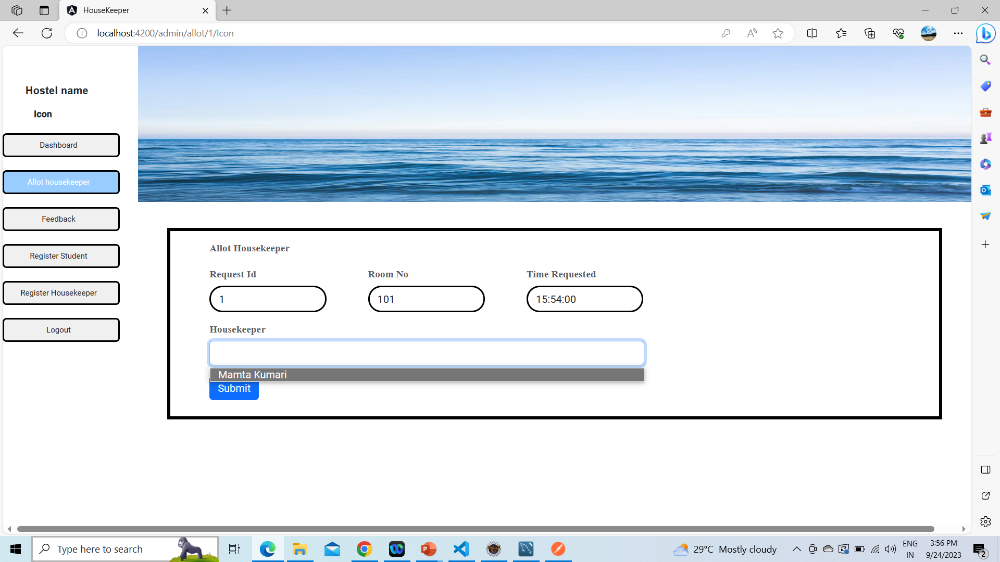 HouseKeeper
localhost:4200/admin/allot/1/Icon
Hostel name
Icon
Dashboard
Allot housekeeper
Feedback
Register Student
Register Housekeeper
Logout
Allot Housekeeper
Request Id
Room No
Time Requested
1
101
15:54:00
Housekeeper
Mamta Kumari
Submit
Type here to search
29°C Mostly cloudy
ENG
IN
3:56 PM
9/24/2023
2